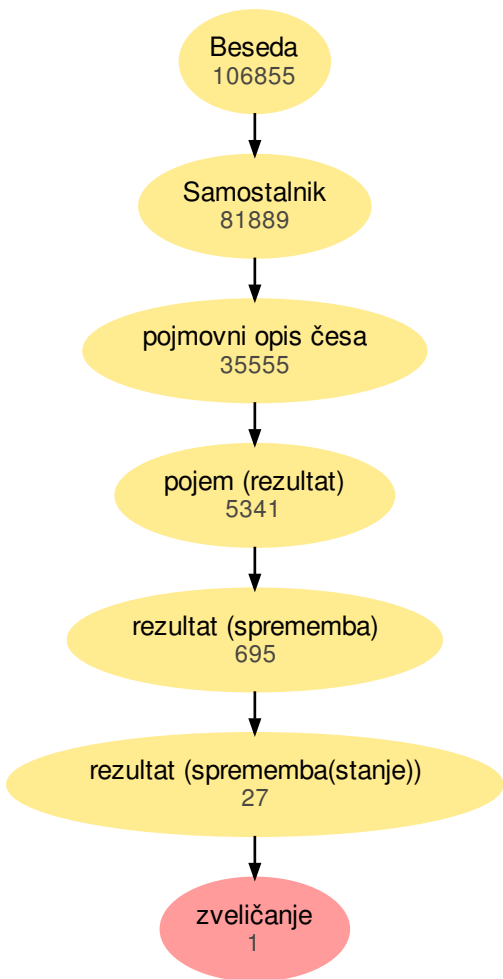 Beseda
106855
Samostalnik
81889
pojmovni opis česa
35555
pojem (rezultat)
5341
rezultat (sprememba)
695
rezultat (sprememba(stanje))
27
zveličanje
1